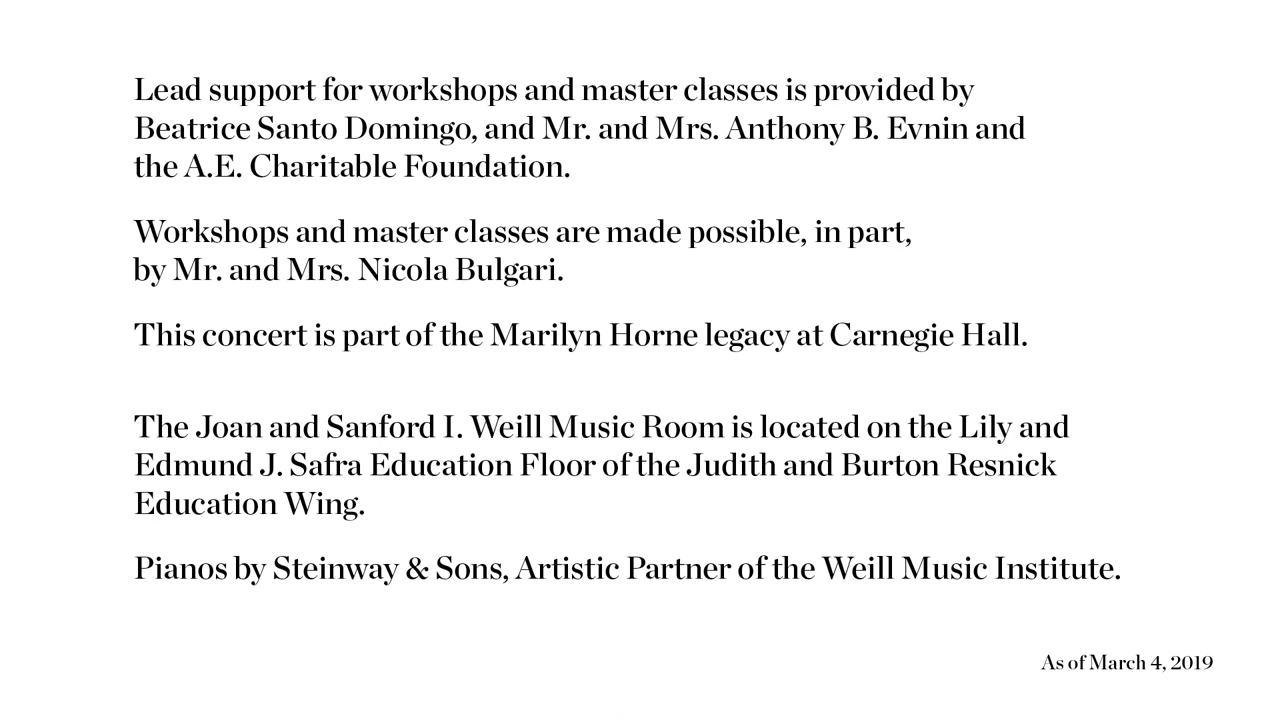 Lead support for workshops and master classes is provided by
Beatrice Santo Domingo, and Mr. and Mrs. Anthony B. Evnin and
the A.E. Charitable Foundation.
Workshops and master classes are made possible, in part,
by Mr. and Mrs. Nicola Bulgari.
This concert is part of the Marilyn Horne legacy at Carnegie Hall.
The Joan and Sanford I. Weill Music Room is located on the Lily and
Edmund J. Safra Education Floor of the Judith and Burton Resnick
Education Wing.
Pianos by Steinway & Sons, Artistic Partner of the Weill Music Institute.
As of March 4, 2019